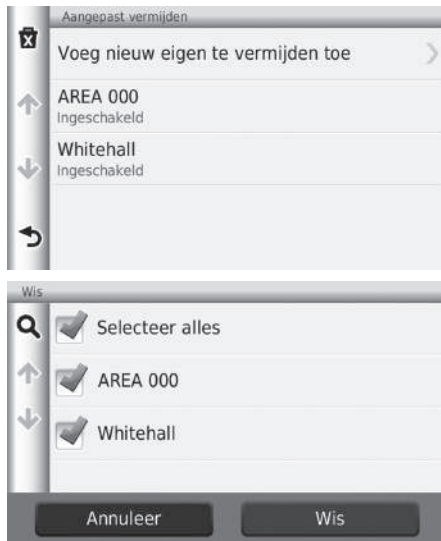 Aangepast vermijden
Voeg nieuw eigen te vermijden toe
AREA 000
Ingeschakeld
Whitehall
Ingeschakeld
Wis
Selecteer alles
AREA 000
Whitehall
Annuleer
Wis